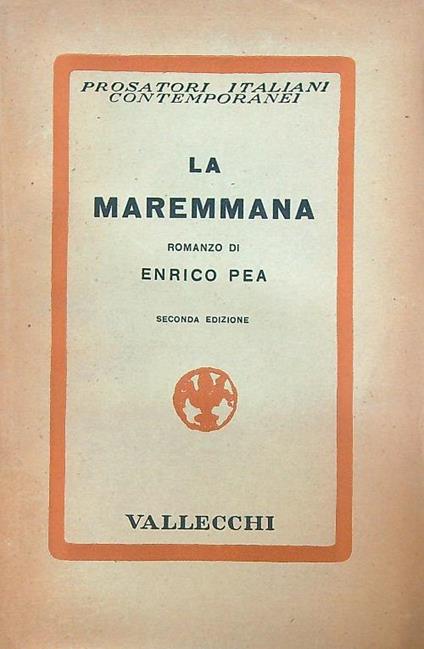 PROSATORI ITALIANI
CONTEMPORANEI
LA
MAREMMANA
ROMANZO DI
ENRICO PEA
SECONDA EDIZIONE
VALLECCHI